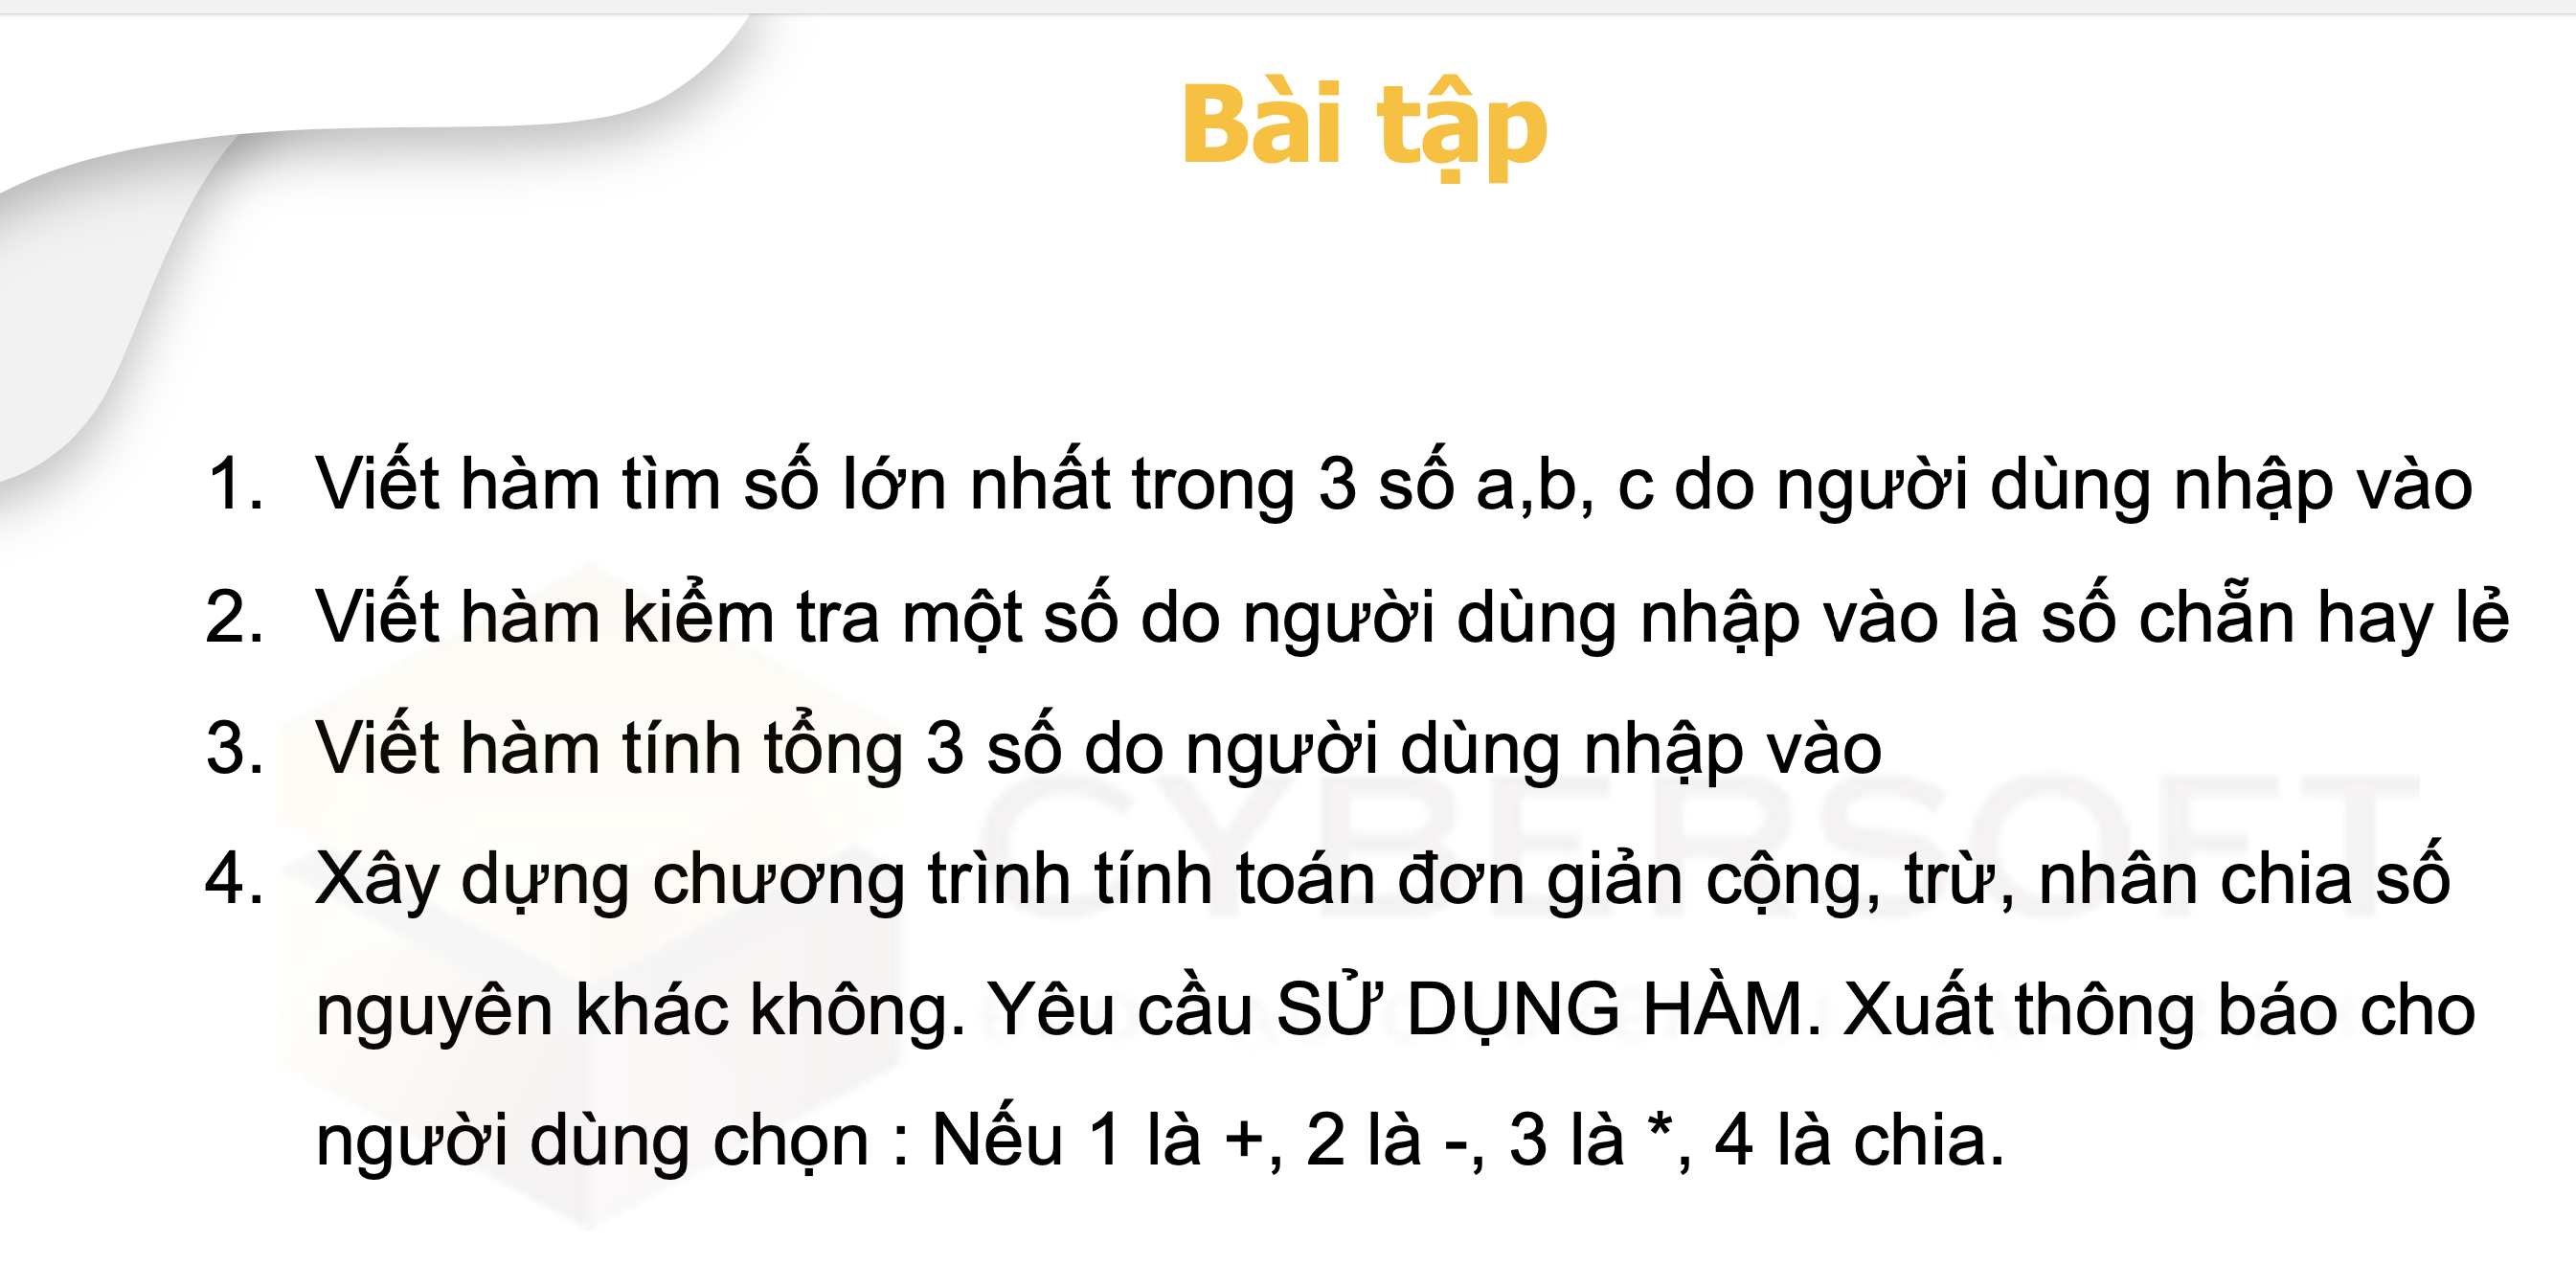 Bài tập
1. Viết hàm tìm số lớn nhất trong 3 số a,b, c do người dùng nhập vào
2. Viết hàm kiểm tra một số do người dùng nhập vào là số chẵn hay lẻ
3. Viết hàm tính tổng 3 số do người dùng nhập vào
CYBERSOFT
4. Xây dựng chương trình tính toán đơn giản cộng, trừ, nhân chia số
nguyên khác không. Yêu cầu SỬ DỤNG HÀM. Xuất thông báo cho
người dùng chọn : Nếu 1 là +, 2 là -, 3 là *, 4 là chia.